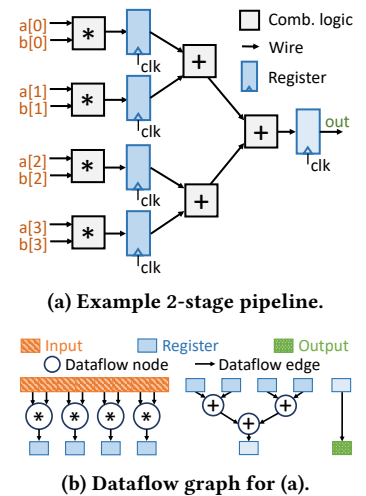 a[0]
b[0]
*
clk
a[1]
b[1]
*
clk
a[2]
b[2]
*
clk
a[3]
b[3]
*
clk
+
+
+
clk
out
Comb. logic
Wire
Register
(a) Example 2-stage pipeline.
Input Register Output
Dataflow node Dataflow edge
* * * *
+ +
+
(b) Dataflow graph for (a).